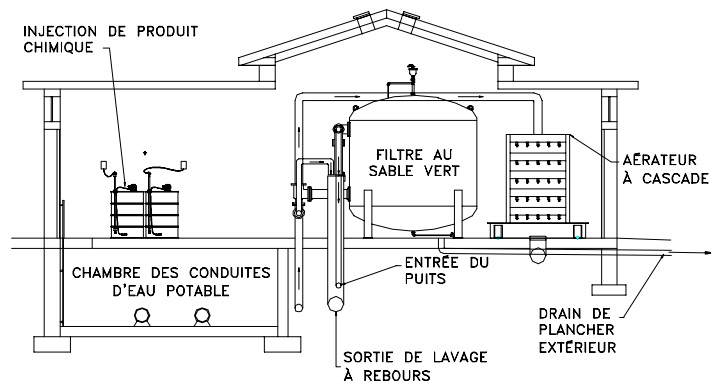 INJECTION DE PRODUIT
CHIMIQUE
FILTRE AU
SABLE VERT
AÉRATEUR
À CASCADE
CHAMBRE DES CONDUITES
D'EAU POTABLE
ENTRÉE DU
PUITS
DRAIN DE
PLANCHER
EXTÉRIEUR
SORTIE DE LAVAGE
À REBOURS